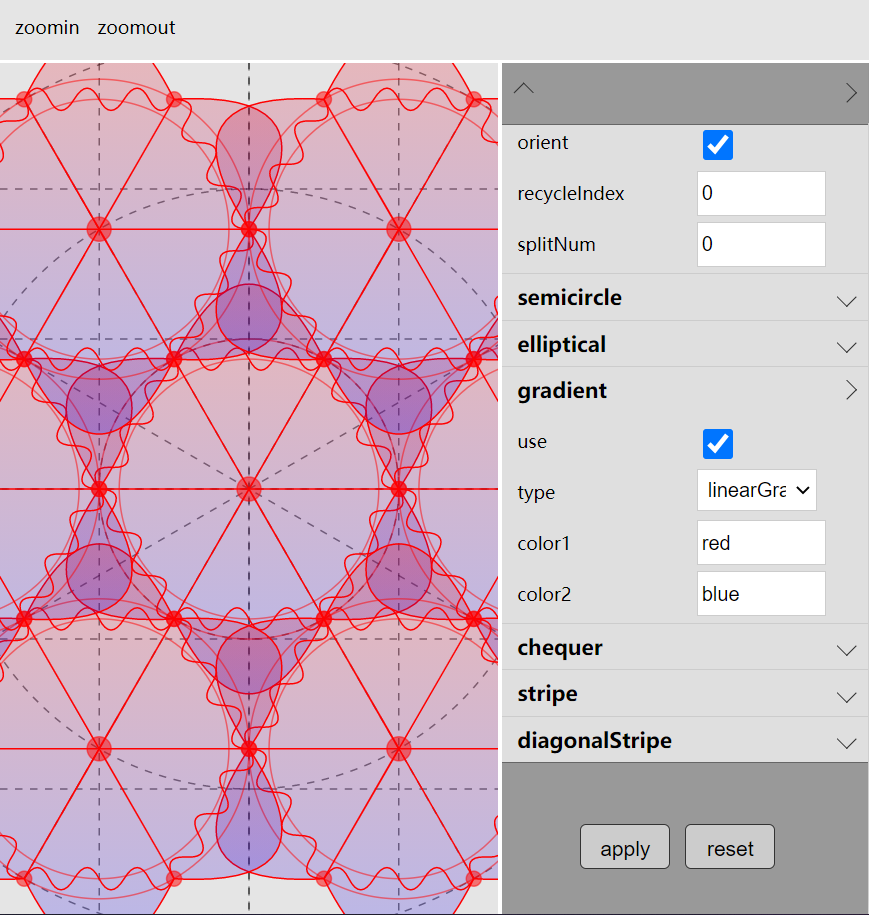 zoomin zoomout
orient
recycleIndex 0
splitNum 0
semicircle
elliptical
gradient
use
type linearGra
color1 red
color2 blue
chequer
stripe
diagonalStripe
apply reset